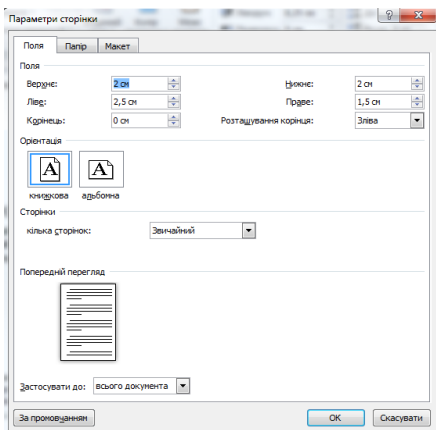 Параметри сторінки
Поля Папір Макет
Поля
Верхнє: 2 см Нижнє: 2 см
Ліве: 2,5 см Праве: 1,5 см
Корінець: 0 см Розташування корінця: Зліва
Орієнтація
A A
книжкова альбомна
Сторінки
кілька сторінок: Звичайний
Попередній перегляд
Застосувати до: всього документа
За промовчанням ОК Скасувати